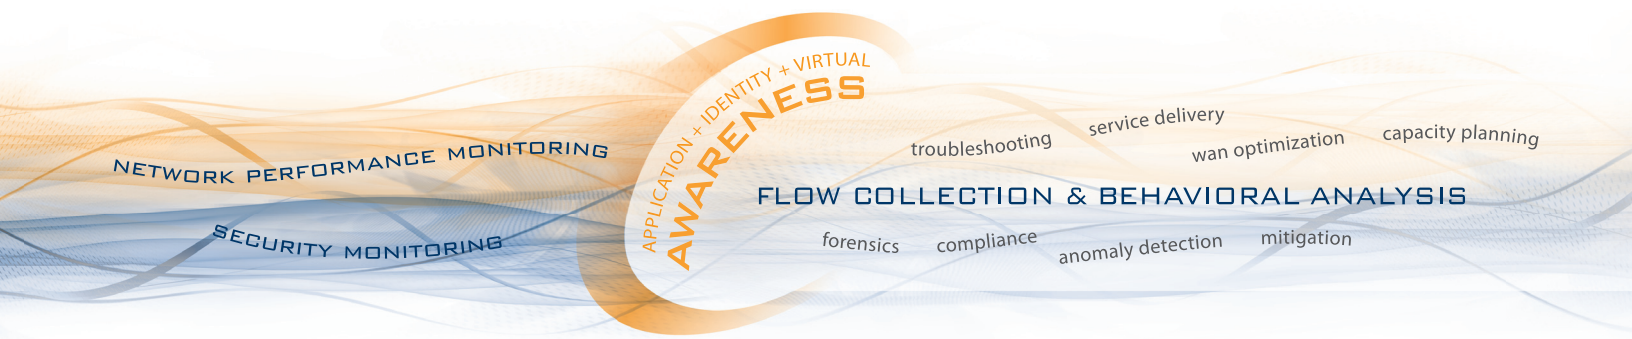 NETWORK PERFORMANCE MONITORING
SECURITY MONITORING
APPLICATION + IDENTITY + VIRTUAL
AWARENESS
troubleshooting
service delivery
wan optimization
capacity planning
FLOW COLLECTION & BEHAVIORAL ANALYSIS
forensics
compliance
anomaly detection
mitigation